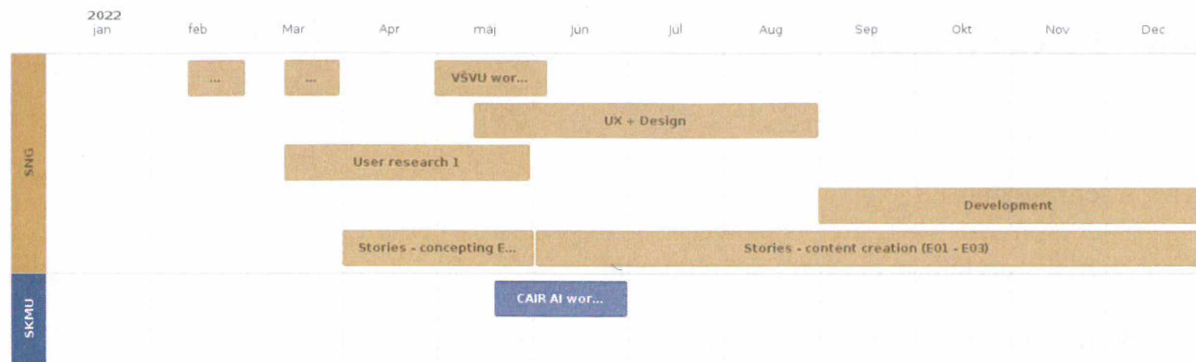 2022
jan feb Mar Apr máj Jún Júl Aug Sep Okt Nov Dec
SNG
... ... VŠVU wor...
UX + Design
User research 1
Development
Stories - concepting E... Stories - content creation (E01 - E03)
SKMU
CAIR AI wor...